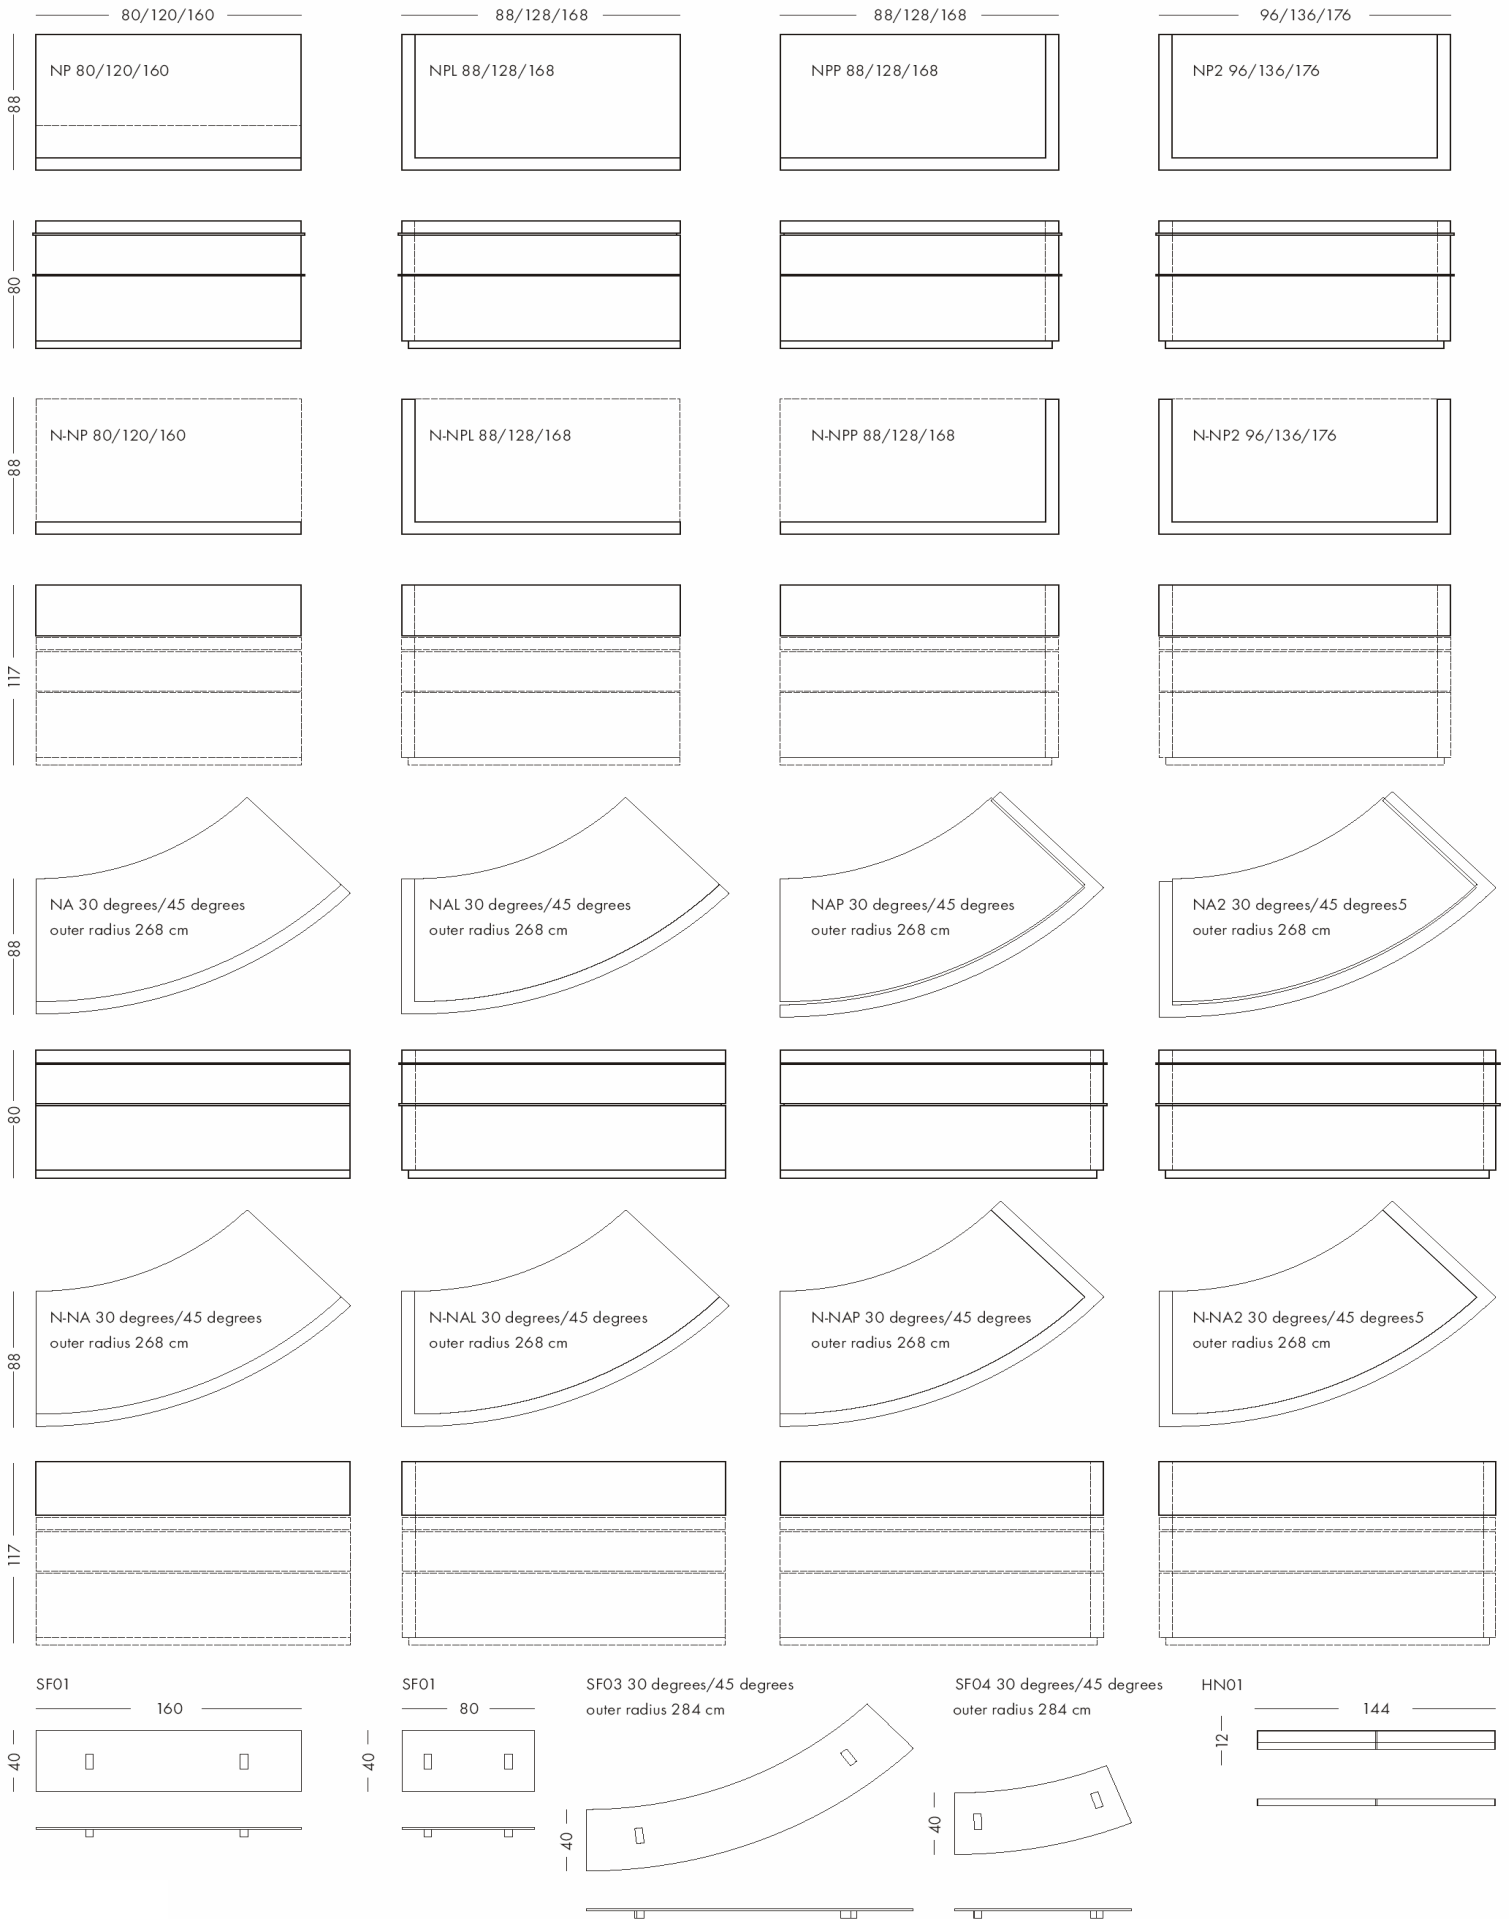 80/120/160
88/128/168
88/128/168
96/136/176
88
NP 80/120/160
NPL 88/128/168
NPP 88/128/168
NP2 96/136/176
80
88
N-NP 80/120/160
N-NPL 88/128/168
N-NPP 88/128/168
N-NP2 96/136/176
117
88
NA 30 degrees/45 degrees
outer radius 268 cm
NAL 30 degrees/45 degrees
outer radius 268 cm
NAP 30 degrees/45 degrees
outer radius 268 cm
NA2 30 degrees/45 degrees5
outer radius 268 cm
80
88
N-NA 30 degrees/45 degrees
outer radius 268 cm
N-NAL 30 degrees/45 degrees
outer radius 268 cm
N-NAP 30 degrees/45 degrees
outer radius 268 cm
N-NA2 30 degrees/45 degrees5
outer radius 268 cm
117
SF01
160
40
SF01
80
40
SF03 30 degrees/45 degrees
outer radius 284 cm
40
SF04 30 degrees/45 degrees
outer radius 284 cm
40
HN01
144
12